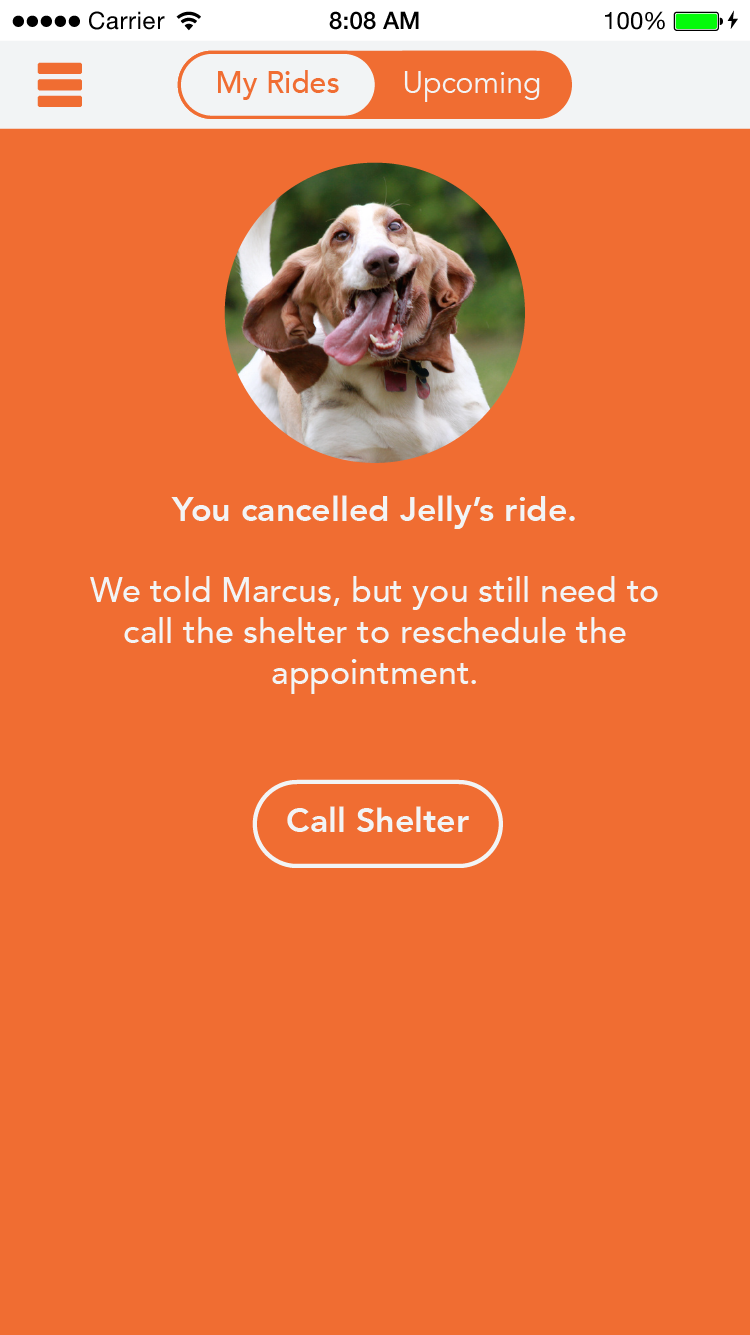 Carrier 8:08 AM 100%
My Rides Upcoming
You cancelled Jelly’s ride.
We told Marcus, but you still need to
call the shelter to reschedule the
appointment.
Call Shelter